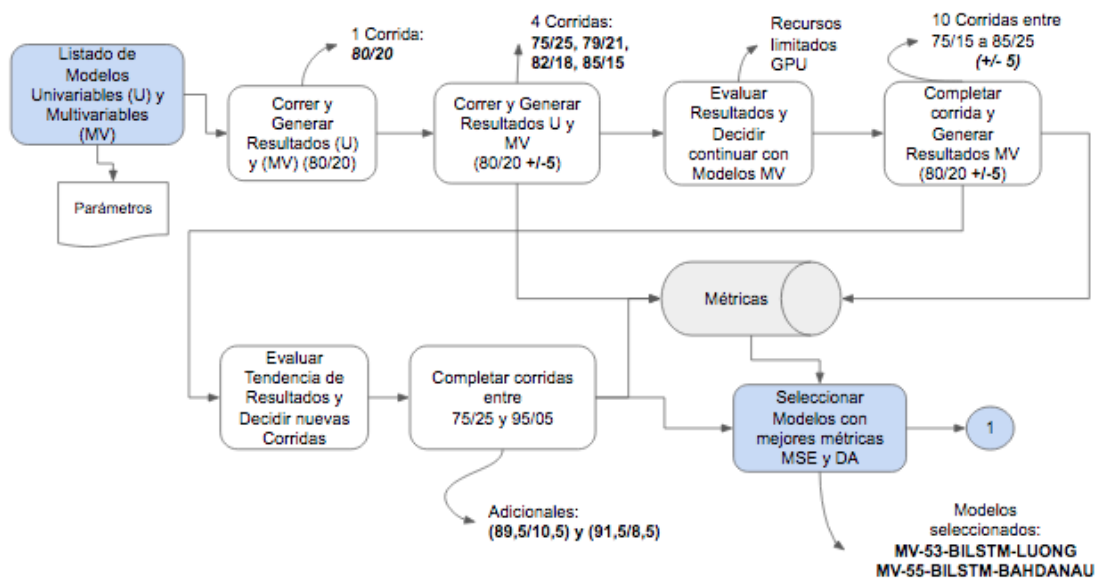 Listado de
Modelos
Univariables (U) y
Multivariables
(MV)
Parámetros
1 Corrida:
80/20
Correr y
Generar
Resultados (U)
y (MV) (80/20)
4 Corridas:
75/25, 79/21,
82/18, 85/15
Correr y Generar
Resultados U y
MV
(80/20 +/-5)
Recursos
limitados
GPU
Evaluar
Resultados y
Decidir
continuar con
Modelos MV
10 Corridas entre
75/15 a 85/25
(+/- 5)
Completar
corrida y
Generar
Resultados MV
(80/20 +/-5)
Métricas
Evaluar
Tendencia de
Resultados y
Decidir nuevas
Corridas
Completar corridas
entre
75/25 y 95/05
Adicionales:
(89,5/10,5) y (91,5/8,5)
Seleccionar
Modelos con
mejores métricas
MSE y DA
1
Modelos
seleccionados:
MV-53-BILSTM-LUONG
MV-55-BILSTM-BAHDANAU